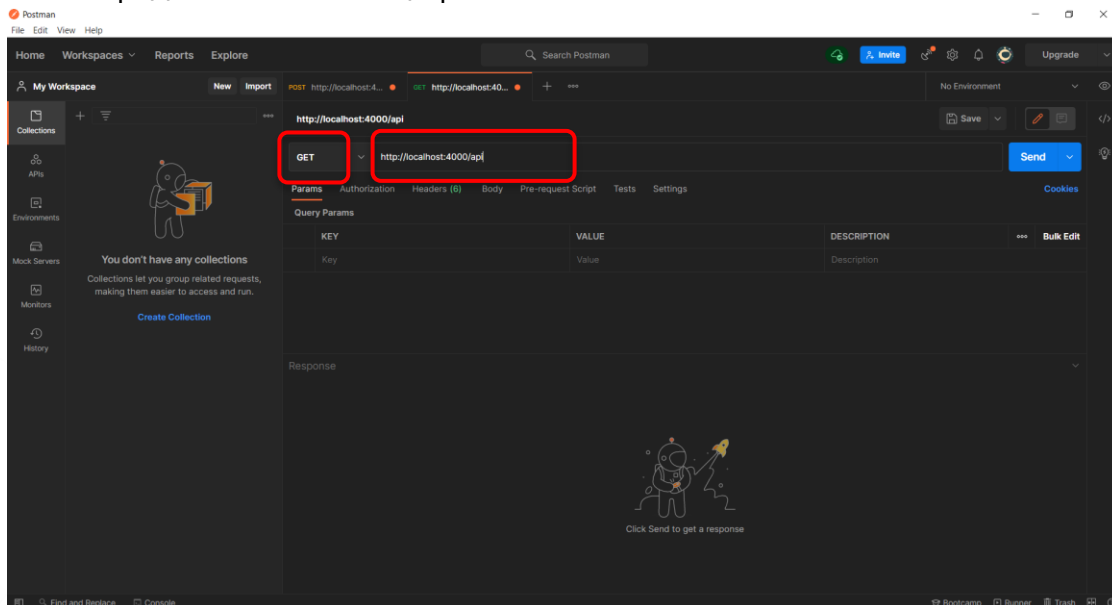 Postman
File Edit View Help
Home Workspaces Reports Explore
Search Postman
Invite
Upgrade
My Workspace
New Import
POST http://localhost:4...
GET http://localhost:40...
No Environment
Collections
APIs
Environments
Mock Servers
Monitors
History
You don't have any collections
Collections let you group related requests,
making them easier to access and run.
Create Collection
http://localhost:4000/api
Save
GET http://localhost:4000/api
Send
Params Authorization Headers (6) Body Pre-request Script Tests Settings
Cookies
Query Params
KEY VALUE DESCRIPTION Bulk Edit
Key Value Description
Response
Click Send to get a response
Find and Replace Console
Bootcamp Runner Trash